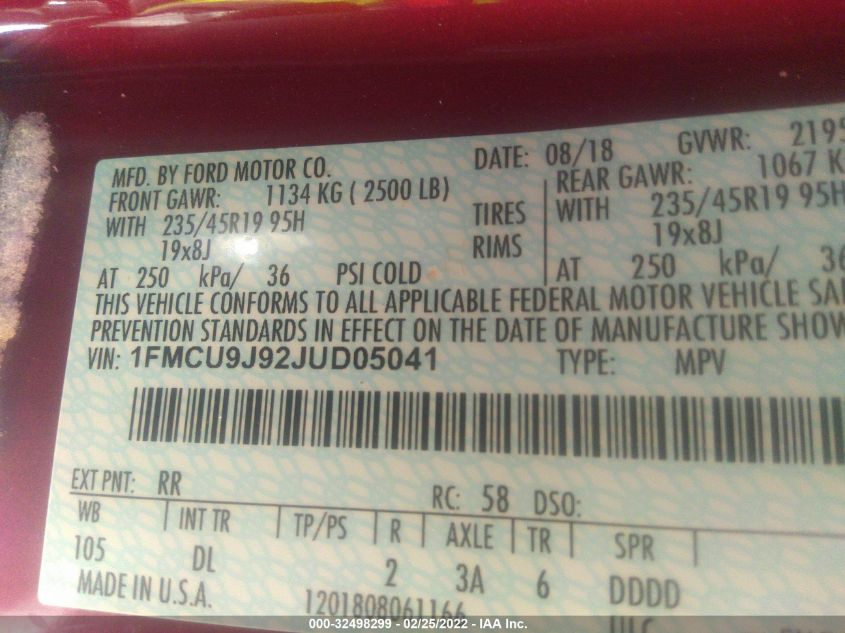 MFD. BY FORD MOTOR CO. DATE: 08/18 GVWR: 2195
FRONT GAWR: 1134 KG ( 2500 LB) REAR GAWR: 1067 K
WITH 235/45R19 95H TIRES WITH 235/45R19 95H
19x8J RIMS 19x8J
AT 250 kPa/ 36 PSI COLD AT 250 kPa/ 36
THIS VEHICLE CONFORMS TO ALL APPLICABLE FEDERAL MOTOR VEHICLE SA
PREVENTION STANDARDS IN EFFECT ON THE DATE OF MANUFACTURE SHOW
VIN: 1FMCU9J92JUD05041 TYPE: MPV
EXT PNT: RR RC: 58 DSO:
WB INT TR TP/PS R AXLE TR SPR
105 DL 2 3A 6 DDDD
MADE IN U.S.A. 1201808061166
000-32498299 - 02/25/2022 - IAA Inc.